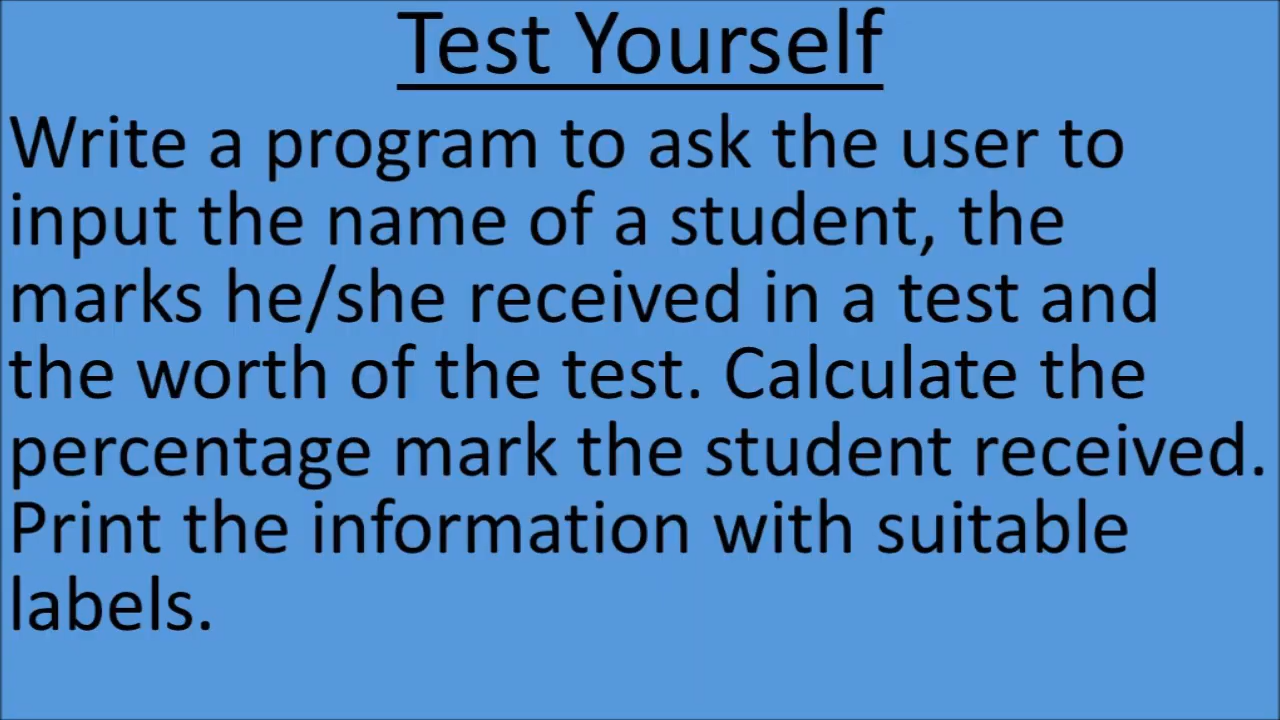 Test Yourself
Write a program to ask the user to
input the name of a student, the
marks he/she received in a test and
the worth of the test. Calculate the
percentage mark the student received.
Print the information with suitable
labels.